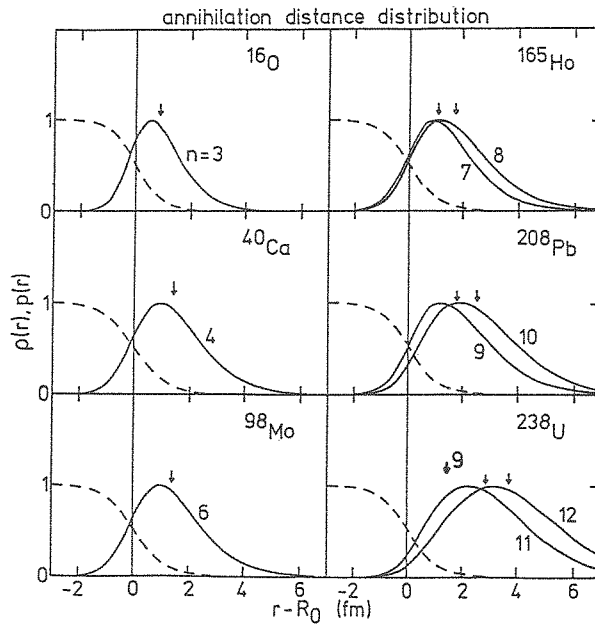 annihilation distance distribution
¹⁶O
¹⁶⁵Ho
1
n=3
8
7
0
⁴⁰Ca
²⁰⁸Pb
1
4
10
9
0
⁹⁸Mo
²³⁸U
9
1
6
12
11
0
ρ(r), p(r)
-2 0 2 4 6 -2 0 2 4 6
r-R₀ (fm)